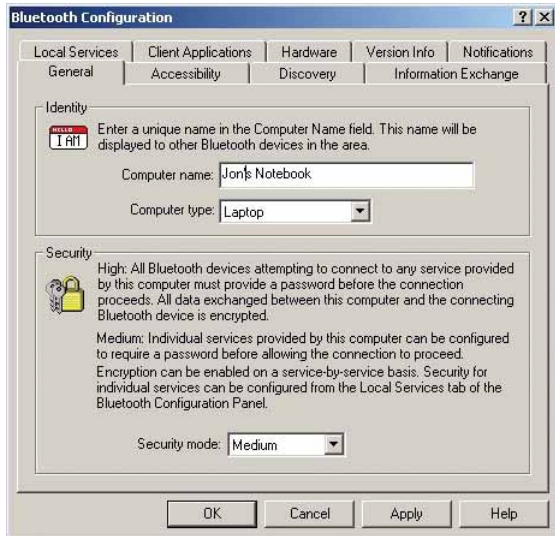 Bluetooth Configuration
? X
Local Services Client Applications Hardware Version Info Notifications
General Accessibility Discovery Information Exchange
Identity
HELLO
I AM
Enter a unique name in the Computer Name field. This name will be
displayed to other Bluetooth devices in the area.
Computer name: Jon's Notebook
Computer type: Laptop
Security
High: All Bluetooth devices attempting to connect to any service provided
by this computer must provide a password before the connection
proceeds. All data exchanged between this computer and the connecting
Bluetooth device is encrypted.
Medium: Individual services provided by this computer can be configured
to require a password before allowing the connection to proceed.
Encryption can be enabled on a service-by-service basis. Security for
individual services can be configured from the Local Services tab of the
Bluetooth Configuration Panel.
Security mode: Medium
OK Cancel Apply Help